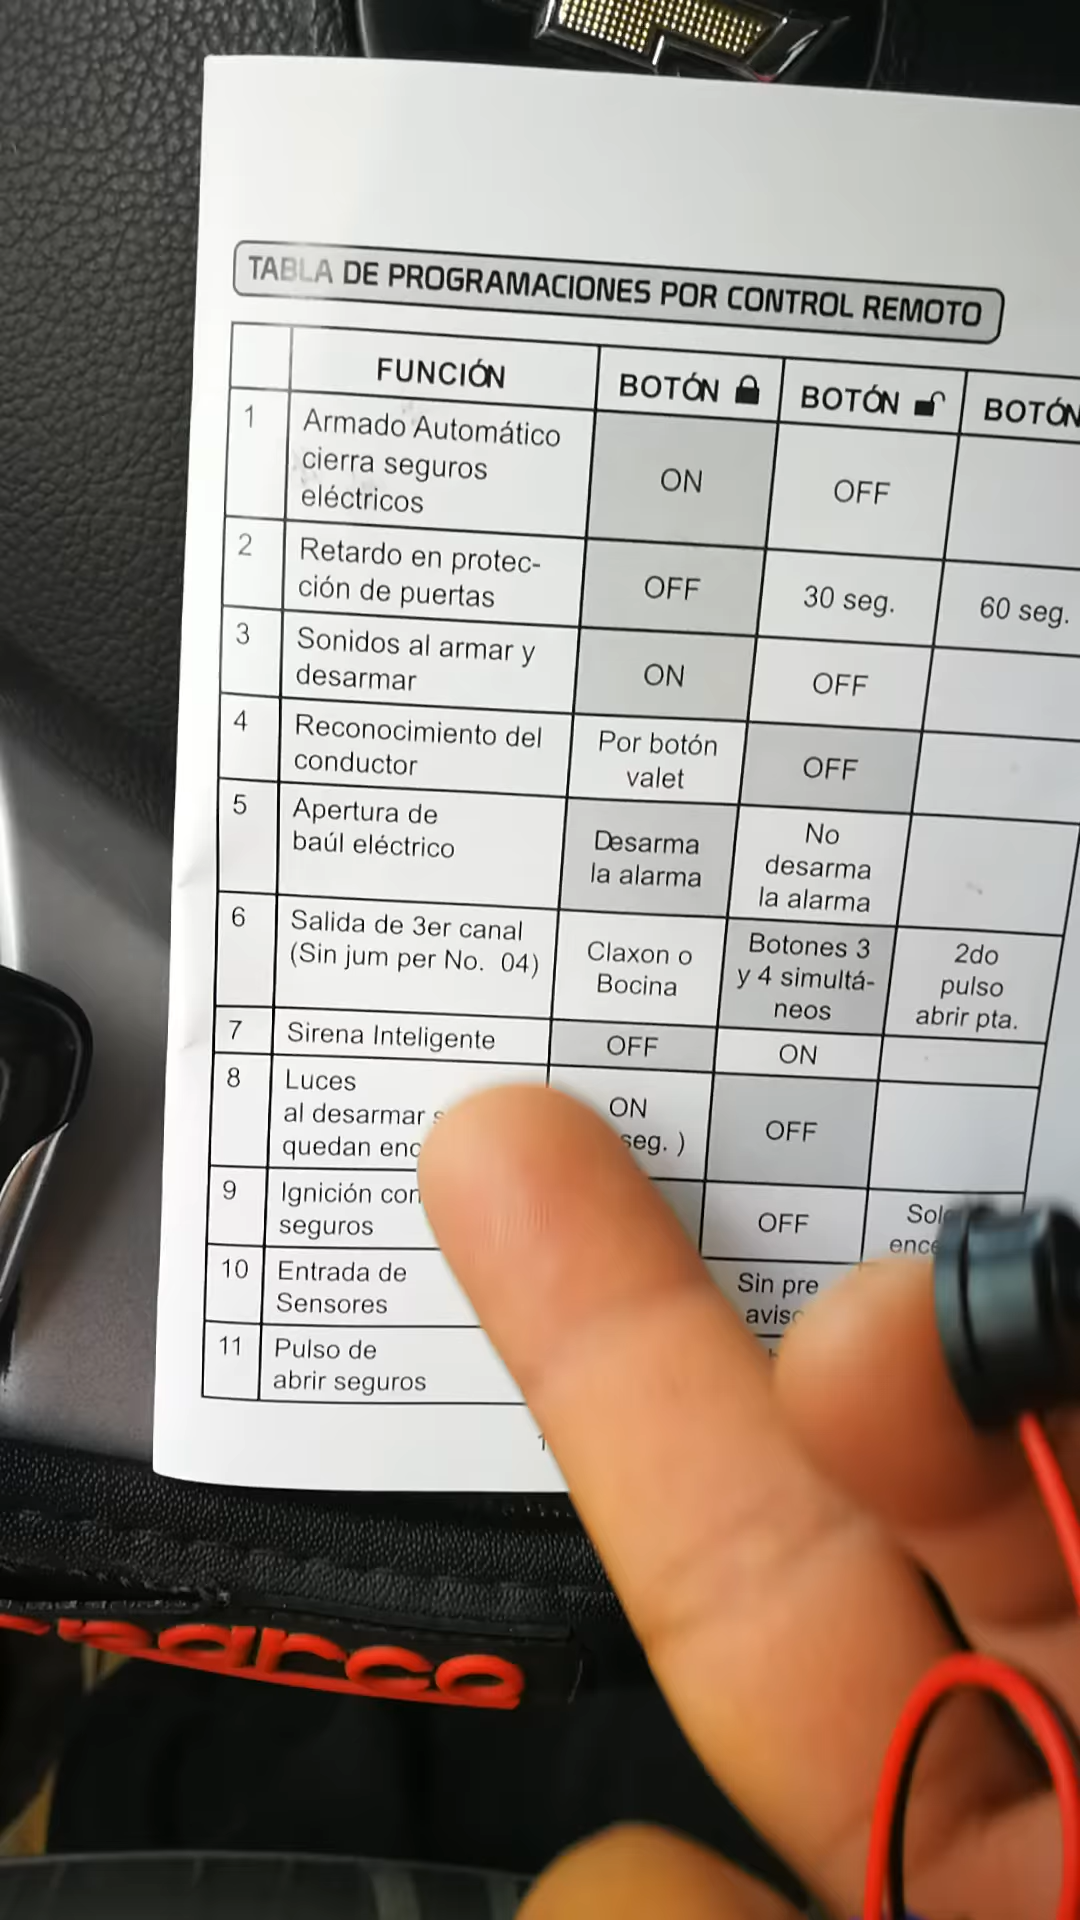 TABLA DE PROGRAMACIONES POR CONTROL REMOTO
FUNCIÓN BOTÓN BOTÓN BOTÓN
1 Armado Automático
cierra seguros
eléctricos
ON OFF
2 Retardo en protec-
ción de puertas
OFF 30 seg. 60 seg.
3 Sonidos al armar y
desarmar
ON OFF
4 Reconocimiento del
conductor
Por botón
valet
OFF
5 Apertura de
baúl eléctrico
Desarma
la alarma
No
desarma
la alarma
6 Salida de 3er canal
(Sin jum per No. 04)
Claxon o
Bocina
Botones 3
y 4 simultá-
neos
2do
pulso
abrir pta.
7 Sirena Inteligente OFF ON
8 Luces
al desarmar
quedan
ON
seg. )
OFF
9 Ignición
seguros
OFF
10 Entrada de
Sensores
Sin pre
11 Pulso de
abrir seguros
sparco